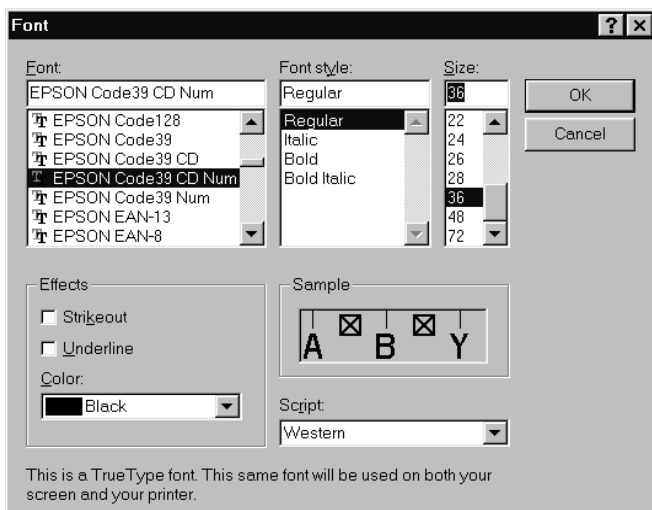 Font
Font:
EPSON Code39 CD Num
EPSON Code128
EPSON Code39
EPSON Code39 CD
EPSON Code39 CD Num
EPSON Code39 Num
EPSON EAN-13
EPSON EAN-8
Font style:
Regular
Regular
Italic
Bold
Bold Italic
Size:
36
22
24
26
28
36
48
72
OK
Cancel
Effects
Strikeout
Underline
Color:
Black
Sample
A B Y
Script:
Western
This is a TrueType font. This same font will be used on both your
screen and your printer.